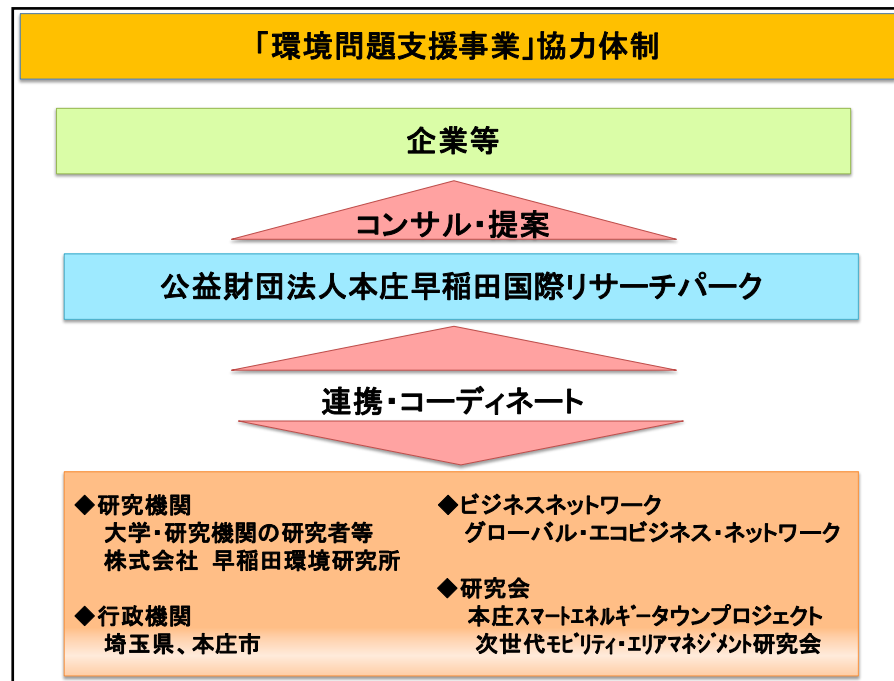 「環境問題支援事業」協力体制
企業等
コンサル・提案
公益財団法人本庄早稲田国際リサーチパーク
連携・コーディネート
◆研究機関
大学・研究機関の研究者等
株式会社 早稲田環境研究所
◆行政機関
埼玉県、本庄市
◆ビジネスネットワーク
グローバル・エコビジネス・ネットワーク
◆研究会
本庄ｽﾏｰﾄｴﾈﾙｷﾞｰタウンプロジェクト
次世代ﾓﾋﾞﾘﾃｨ・ｴﾘｱﾏﾈｼﾞﾒﾝﾄ研究会